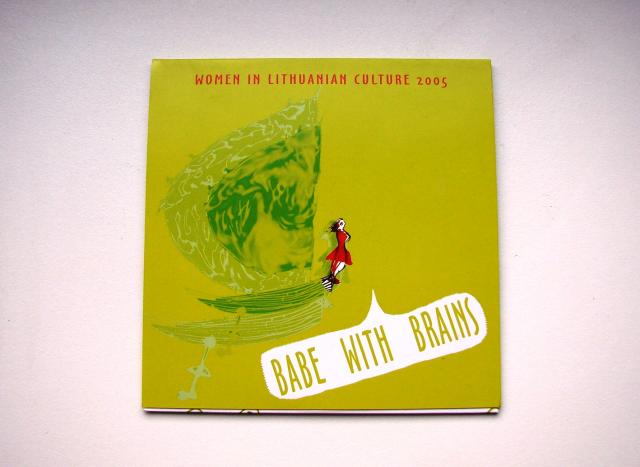 WOMEN IN LITHUANIAN CULTURE 2005
BABE WITH BRAINS